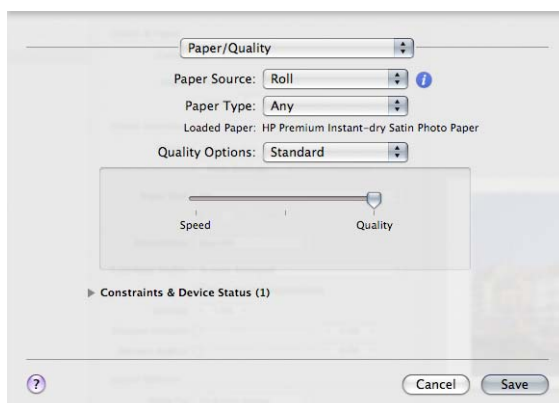 Paper/Quality
Paper Source: Roll
Paper Type: Any
Loaded Paper: HP Premium Instant-dry Satin Photo Paper
Quality Options: Standard
Speed Quality
Constraints & Device Status (1)
? Cancel Save